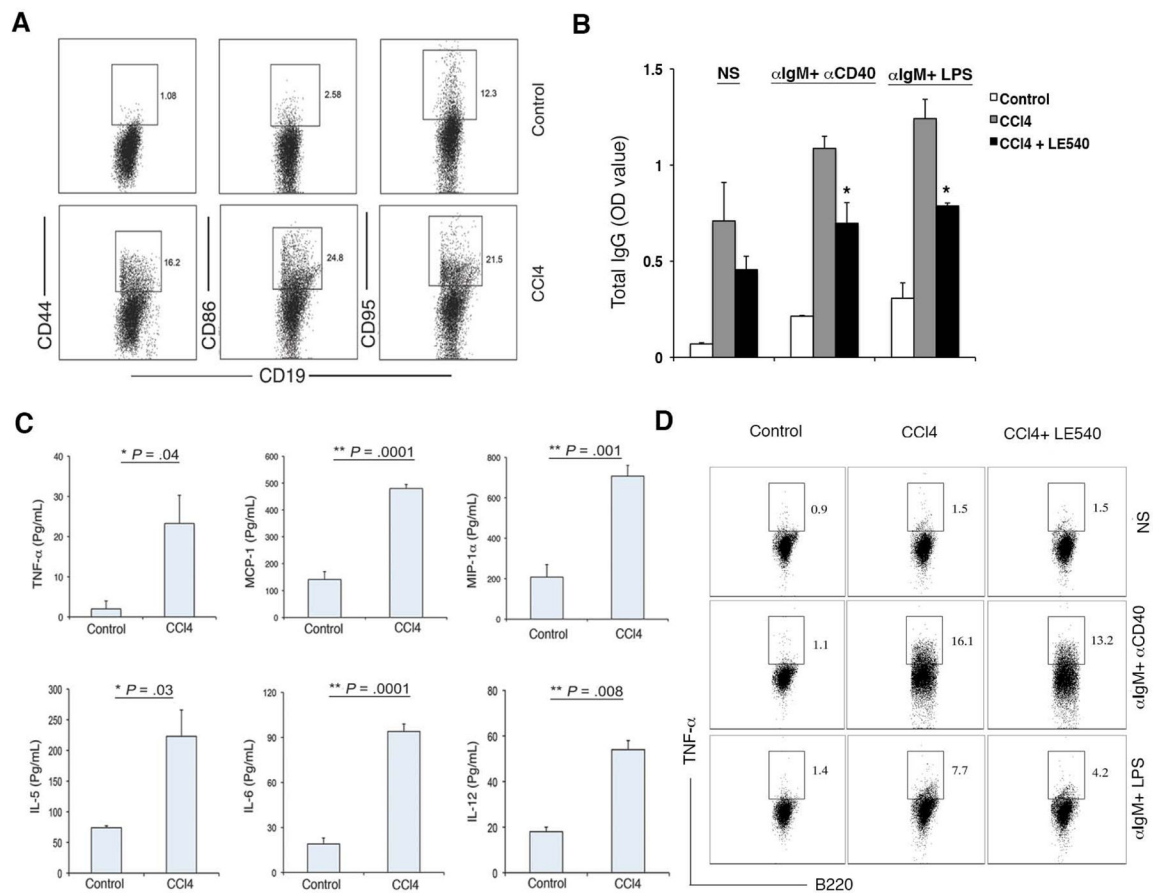 A
1.08
2.58
12.3
Control
16.2
24.8
21.5
CCl4
CD44
CD86
CD95
CD19
B
NS
αIgM+ αCD40
αIgM+ LPS
Control
CCl4
CCl4 + LE540
1.5
1
0.5
0
*
*
Total IgG (OD value)
C
* P = .04
40
30
20
10
0
TNF-α (Pg/mL)
Control
CCl4
** P = .0001
600
500
400
300
200
100
0
MCP-1 (Pg/mL)
Control
CCl4
** P = .001
800
600
400
200
0
MIP-1α (Pg/mL)
Control
CCl4
* P = .03
300
250
200
150
100
50
0
IL-5 (Pg/mL)
Control
CCl4
** P = .0001
120
90
60
30
0
IL-6 (Pg/mL)
Control
CCl4
** P = .008
80
60
40
20
0
IL-12 (Pg/mL)
Control
CCl4
D
Control
CCl4
CCl4+ LE540
0.9
1.5
1.5
NS
1.1
16.1
13.2
αIgM+ αCD40
1.4
7.7
4.2
αIgM+ LPS
TNF-α
B220